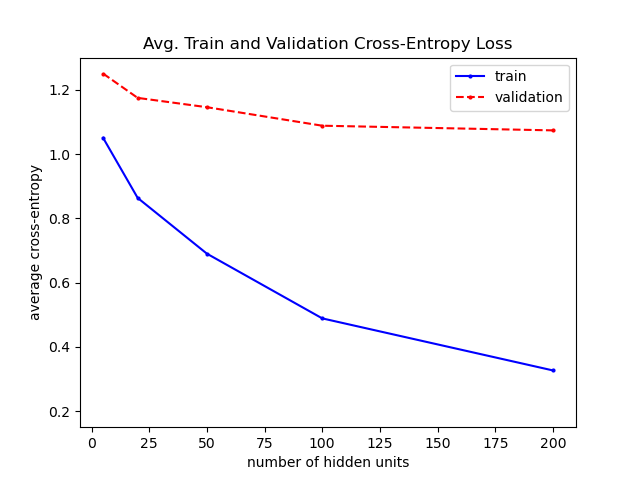 Avg. Train and Validation Cross-Entropy Loss
train
validation
1.2
1.0
0.8
0.6
0.4
0.2
average cross-entropy
0 25 50 75 100 125 150 175 200
number of hidden units